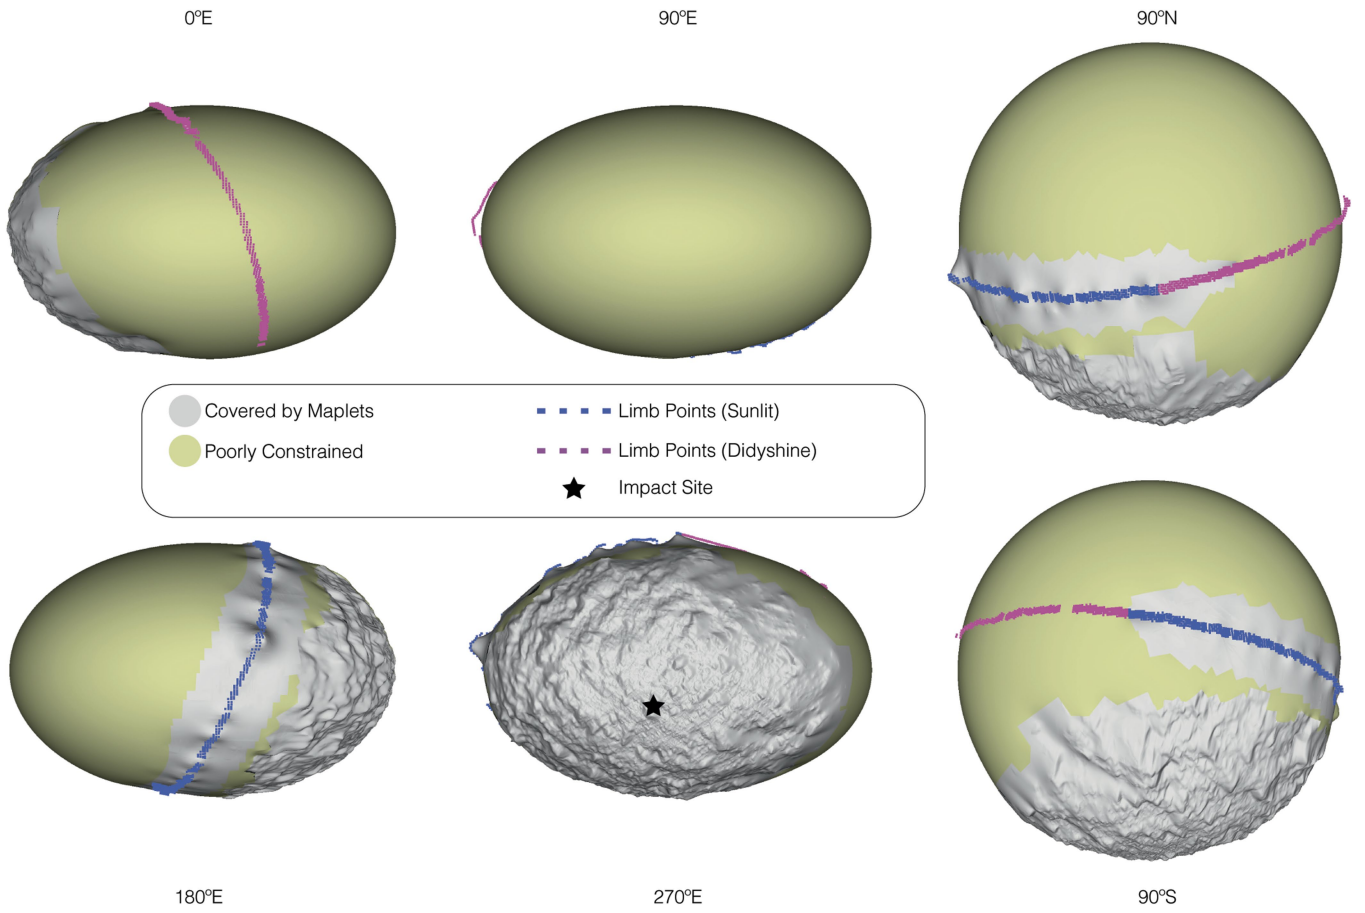 0ºE
90ºE
90ºN
Covered by Maplets
Poorly Constrained
Limb Points (Sunlit)
Limb Points (Didyshine)
Impact Site
180ºE
270ºE
90ºS